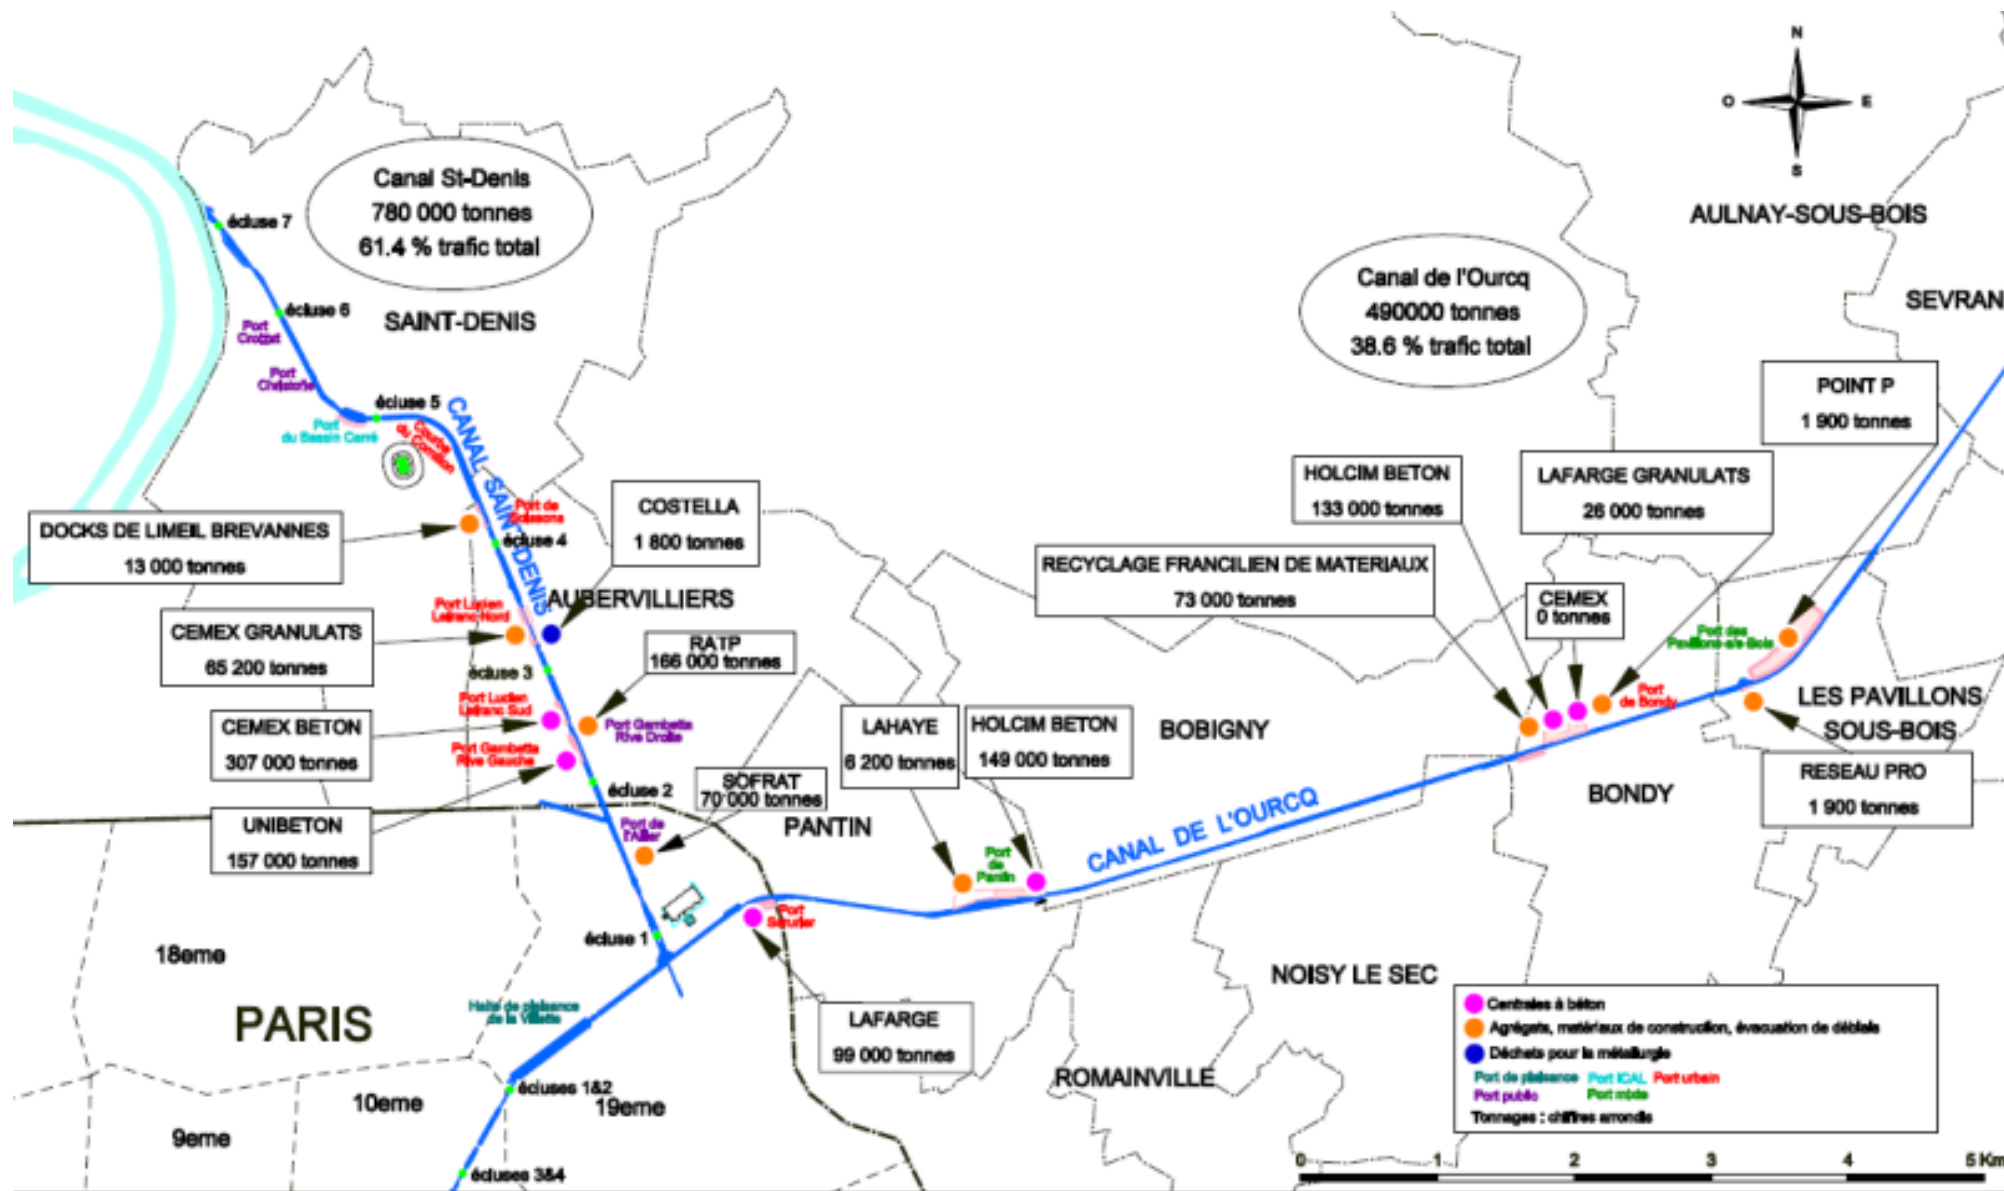 N
O
E
S
AULNAY-SOUS-BOIS
SEVRAN
Canal St-Denis
780 000 tonnes
61.4 % trafic total
écluse 7
écluse 6
Port
SAINT-DENIS
Port
écluse 5
Port
du Bassin Carré
Courbe
du Cornillon
CANAL SAINT-DENIS
Canal de l'Ourcq
490000 tonnes
38.6 % trafic total
POINT P
1 900 tonnes
HOLCIM BETON
133 000 tonnes
LAFARGE GRANULATS
26 000 tonnes
DOCKS DE LIMEIL BREVANNES
13 000 tonnes
Port de
Soissons
écluse 4
COSTELLA
1 800 tonnes
RECYCLAGE FRANCILIEN DE MATERIAUX
73 000 tonnes
CEMEX
0 tonnes
AUBERVILLIERS
Port Lucien
Lefranc Nord
CEMEX GRANULATS
65 200 tonnes
RATP
166 000 tonnes
écluse 3
Port des
Pavillons s/s Bois
Port Lucien
Lefranc Sud
CEMEX BETON
307 000 tonnes
Port Gambetta
Rive Droite
Port Gambetta
Rive Gauche
LAHAYE
6 200 tonnes
HOLCIM BETON
149 000 tonnes
BOBIGNY
Port
de Bondy
LES PAVILLONS
SOUS-BOIS
SOFRAT
70 000 tonnes
écluse 2
BONDY
RESEAU PRO
1 900 tonnes
UNIBETON
157 000 tonnes
Port de
l'Allier
PANTIN
CANAL DE L'OURCQ
Port
de
Pantin
Port
Sérurier
écluse 1
18eme
PARIS
Halte de plaisance
de la Villette
LAFARGE
99 000 tonnes
NOISY LE SEC
ROMAINVILLE
écluses 1&2
10eme
19eme
9eme
écluses 3&4
Centrales à béton
Agrégats, matériaux de construction, évacuation de déblais
Déchets pour la métallurgie
Port de plaisance Port ICAL Port urbain
Port public Port mixte
Tonnages : chiffres arrondis
0 1 2 3 4 5 Km